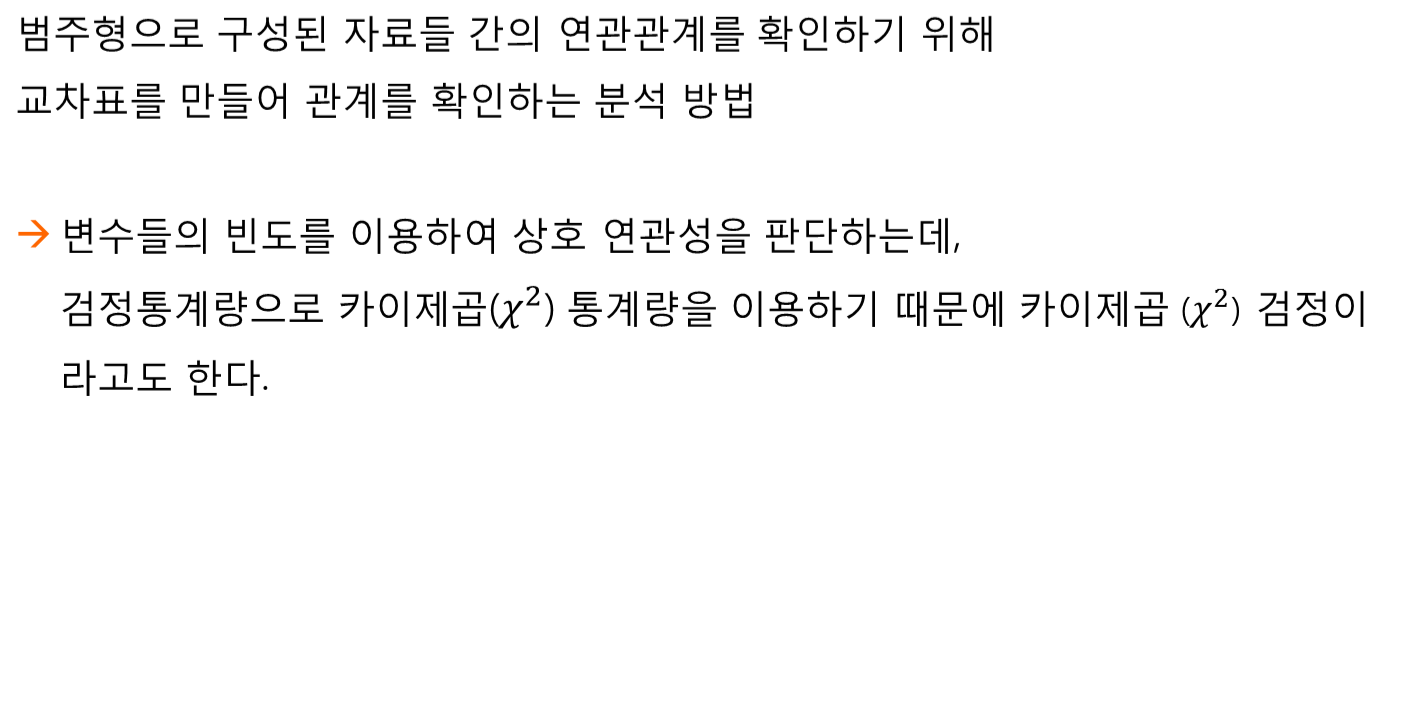 범주형으로 구성된 자료들 간의 연관관계를 확인하기 위해
교차표를 만들어 관계를 확인하는 분석 방법
→ 변수들의 빈도를 이용하여 상호 연관성을 판단하는데,
검정통계량으로 카이제곱(χ²) 통계량을 이용하기 때문에 카이제곱 (χ²) 검정이
라고도 한다.